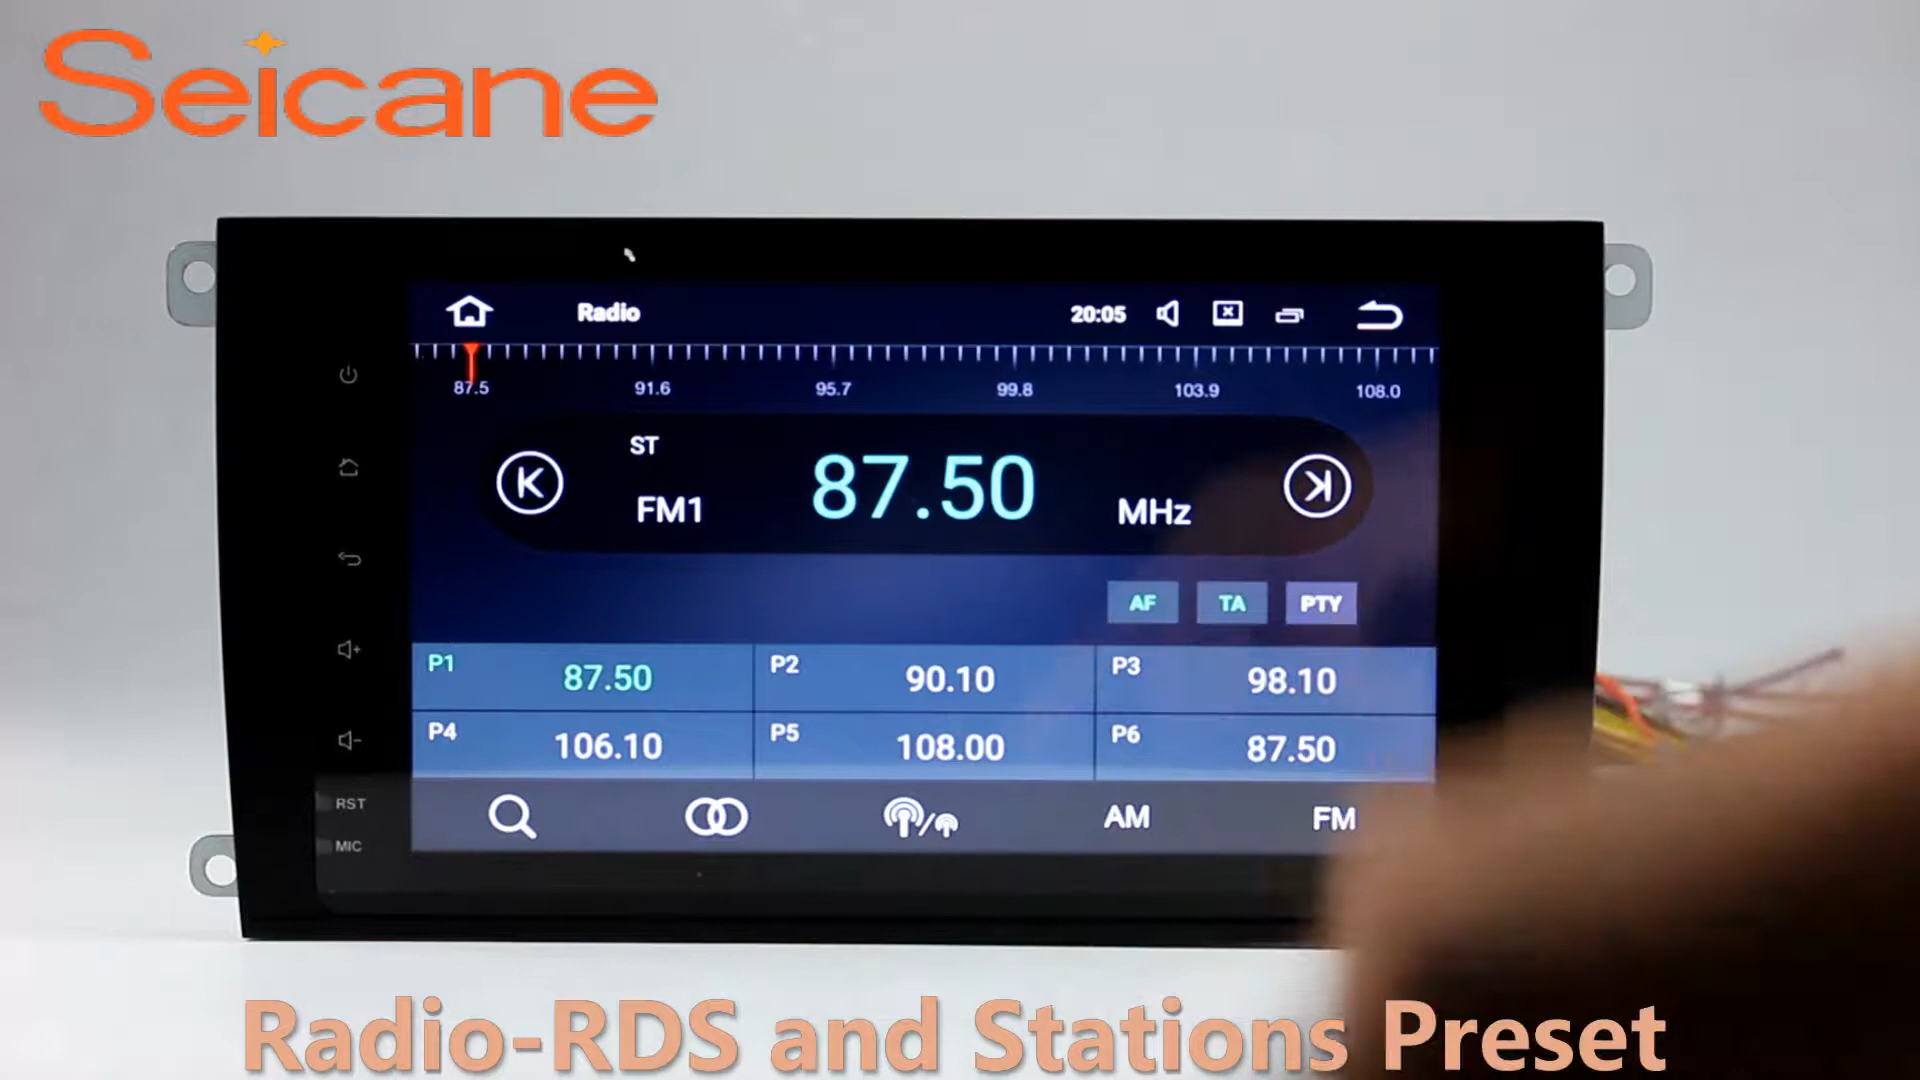 Seicane
Radio 20:05
87.5 91.6 95.7 99.8 103.9 108.0
ST
FM1 87.50 MHz
AF TA PTY
P1 87.50 P2 90.10 P3 98.10
P4 106.10 P5 108.00 P6 87.50
AM FM
RST
MIC
Radio-RDS and Stations Preset